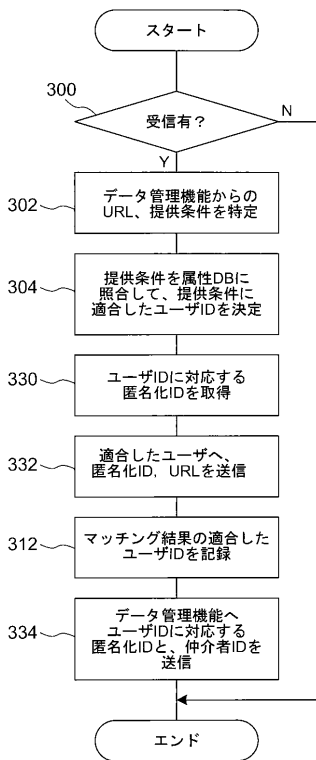 スタート
300
受信有？
N
Y
302
データ管理機能からの
URL、提供条件を特定
304
提供条件を属性DBに
照合して、提供条件に
適合したユーザIDを決定
330
ユーザIDに対応する
匿名化IDを取得
332
適合したユーザへ、
匿名化ID，URLを送信
312
マッチング結果の適合した
ユーザIDを記録
334
データ管理機能へ
ユーザIDに対応する
匿名化IDと、仲介者IDを
送信
エンド